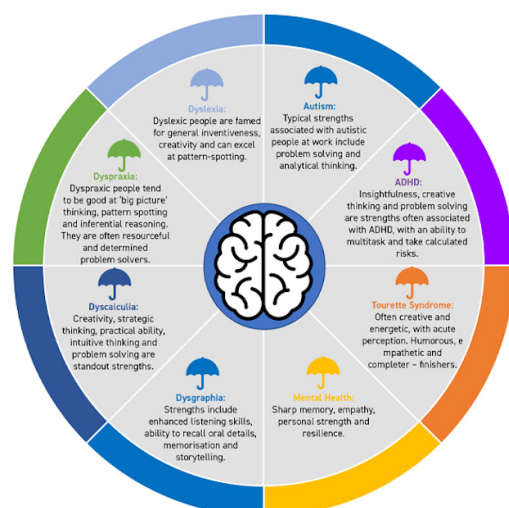 Autism:
Typical strengths
associated with autistic
people at work include
problem solving and
analytical thinking.
ADHD:
Insightfulness, creative
thinking and problem solving
are strengths often associated
with ADHD, with an ability to
multitask and take calculated
risks.
Tourette Syndrome:
Often creative and
energetic, with acute
perception. Humorous, e
mpathetic and
completer – finishers.
Mental Health:
Sharp memory, empathy,
personal strength and
resilience.
Dysgraphia:
Strengths include
enhanced listening skills,
ability to recall oral details,
memorisation and
storytelling.
Dyscalculia:
Creativity, strategic
thinking, practical ability,
intuitive thinking and
problem solving are
standout strengths.
Dyspraxia:
Dyspraxic people tend
to be good at 'big picture'
thinking, pattern spotting
and inferential reasoning.
They are often resourceful
and determined
problem solvers.
Dyslexia:
Dyslexic people are famed
for general inventiveness,
creativity and can excel
at pattern-spotting.